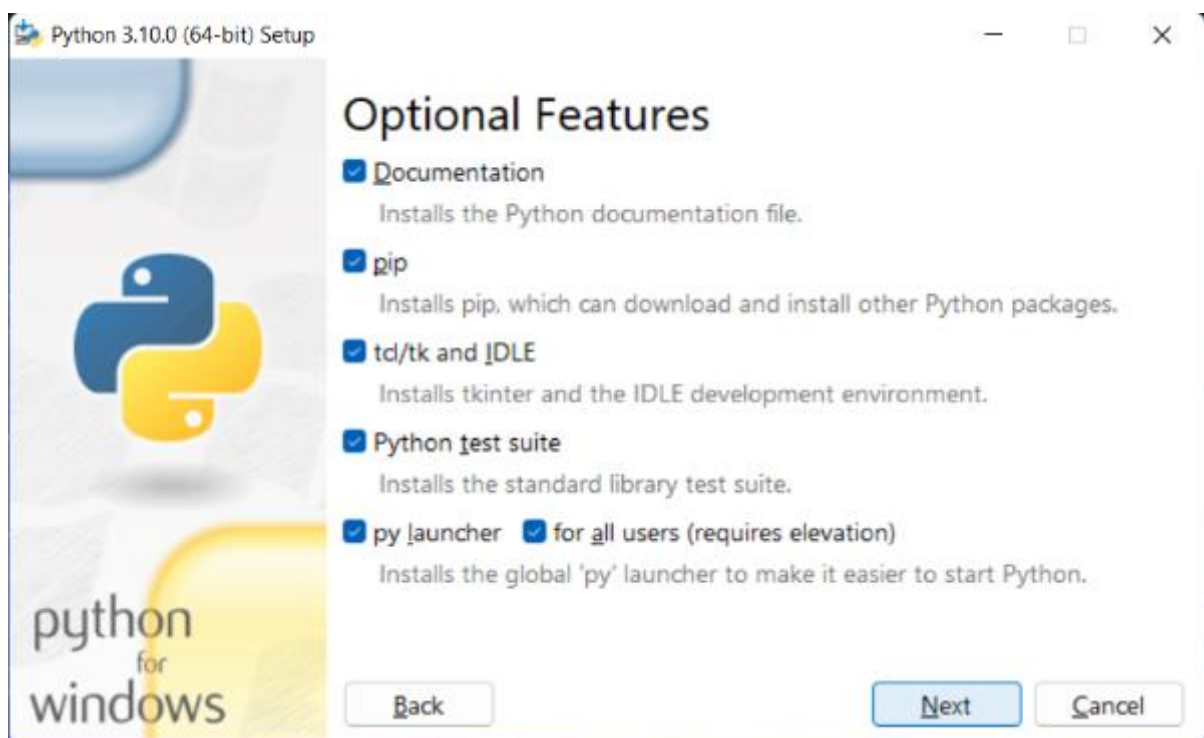 Python 3.10.0 (64-bit) Setup
Optional Features
Documentation
Installs the Python documentation file.
pip
Installs pip, which can download and install other Python packages.
tcl/tk and IDLE
Installs tkinter and the IDLE development environment.
Python test suite
Installs the standard library test suite.
py launcher for all users (requires elevation)
Installs the global 'py' launcher to make it easier to start Python.
python
for
windows
Back
Next
Cancel